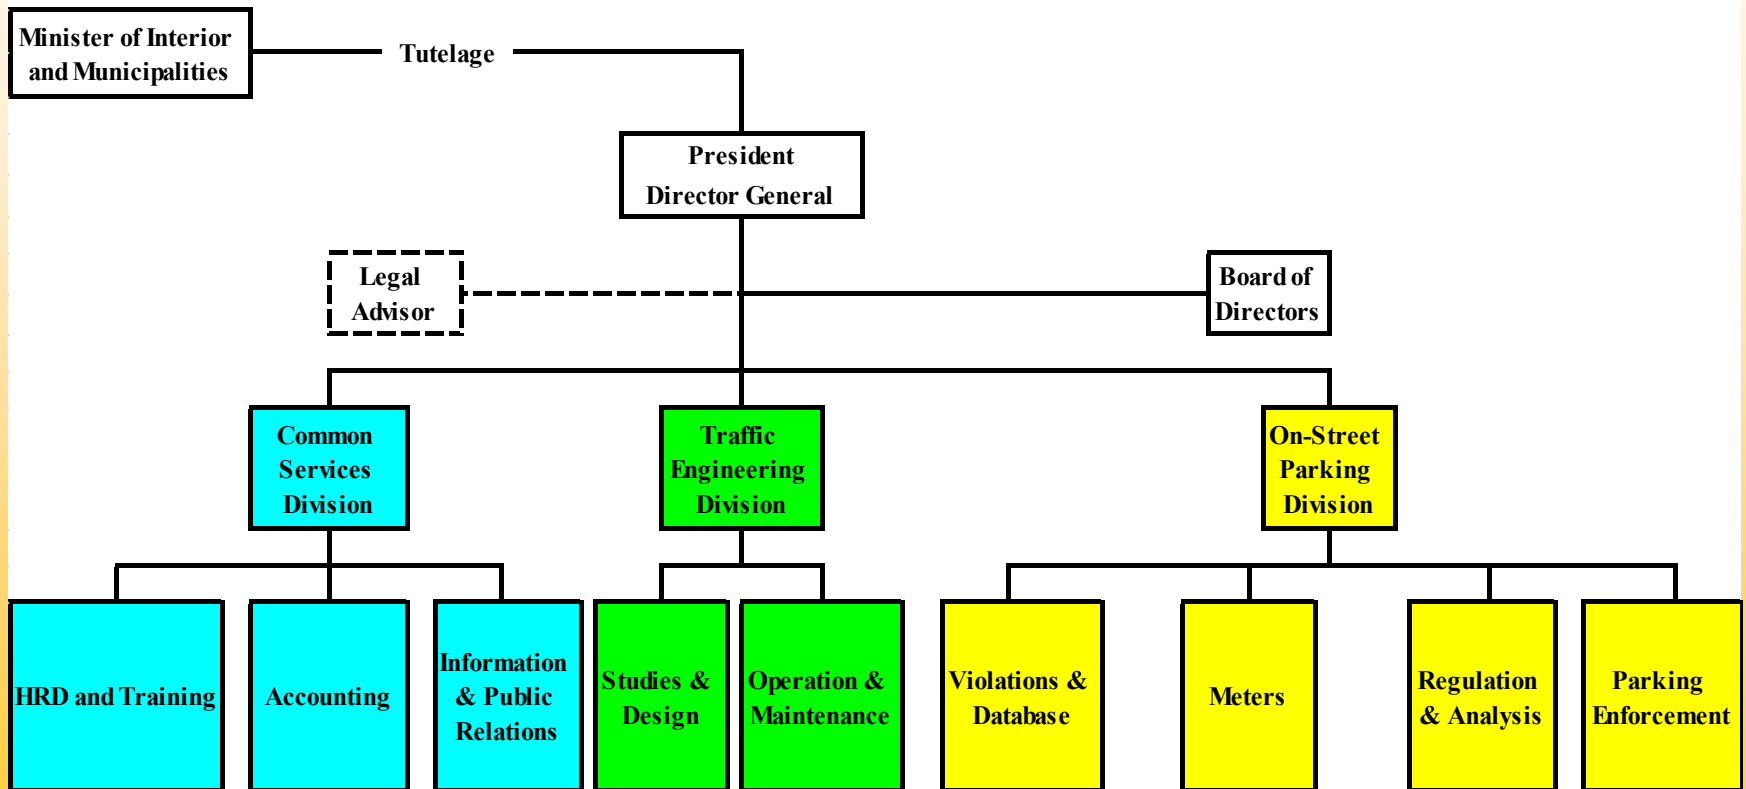 Minister of Interior
and Municipalities
Tutelage
President
Director General
Legal
Advisor
Board of
Directors
Common
Services
Division
Traffic
Engineering
Division
On-Street
Parking
Division
HRD and Training
Accounting
Information
& Public
Relations
Studies &
Design
Operation &
Maintenance
Violations &
Database
Meters
Regulation
& Analysis
Parking
Enforcement